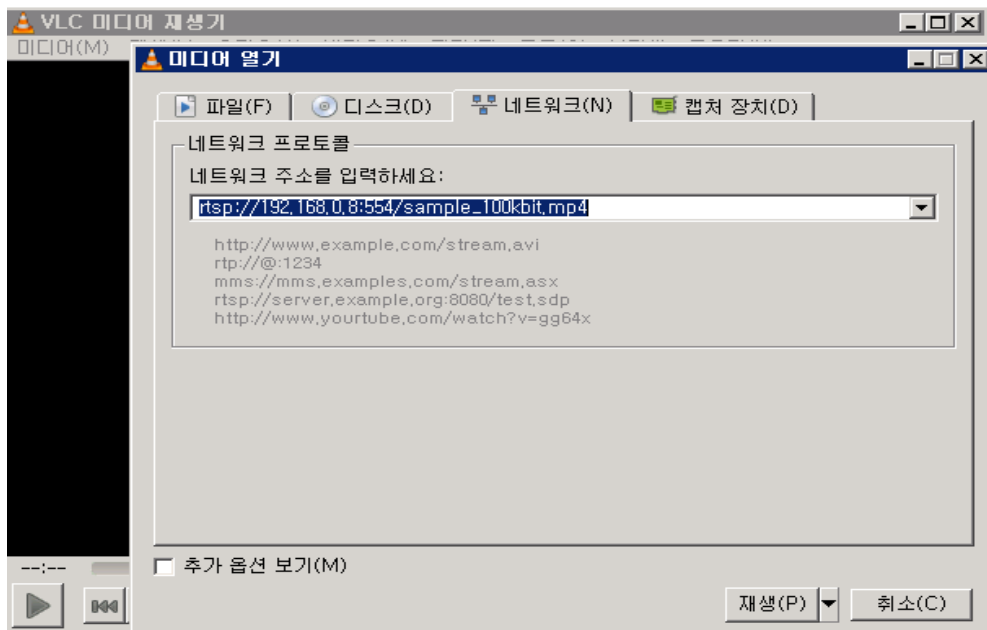 VLC 미디어 재생기
미디어(M)
미디어 열기
파일(F) 디스크(D) 네트워크(N) 캡처 장치(D)
네트워크 프로토콜
네트워크 주소를 입력하세요:
rtsp://192.168.0.8:554/sample_100kbit.mp4
http://www.example.com/stream.avi
rtp://@:1234
mms://mms.examples.com/stream.asx
rtsp://server.example.org:8080/test.sdp
http://www.yourtube.com/watch?v=gg64x
--:--
추가 옵션 보기(M)
재생(P) 취소(C)